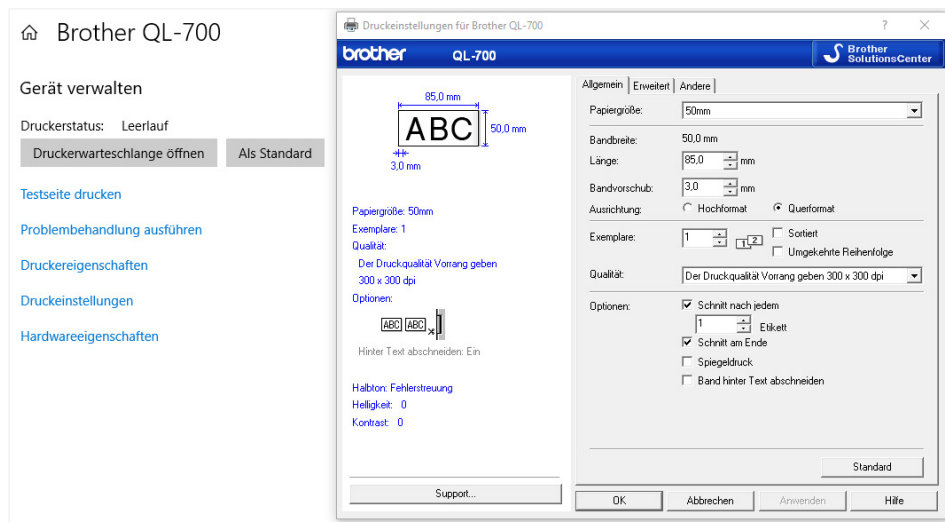 Brother QL-700
Gerät verwalten
Druckerstatus: Leerlauf
Druckerwarteschlange öffnen
Als Standard
Testseite drucken
Problembehandlung ausführen
Druckereigenschaften
Druckeinstellungen
Hardwareeigenschaften
Druckeinstellungen für Brother QL-700
brother QL-700
Brother
SolutionsCenter
85,0 mm
ABC
50,0 mm
3,0 mm
Papiergröße: 50mm
Exemplare: 1
Qualität:
Der Druckqualität Vorrang geben
300 x 300 dpi
Optionen:
ABC ABC
Hinter Text abschneiden: Ein
Halbton: Fehlerstreuung
Helligkeit: 0
Kontrast: 0
Support...
Allgemein Erweitert Andere
Papiergröße: 50mm
Bandbreite: 50,0 mm
Länge: 85,0 mm
Bandvorschub: 3,0 mm
Ausrichtung: Hochformat Querformat
Exemplare: 1 1 2 Sortiert
Umgekehrte Reihenfolge
Qualität: Der Druckqualität Vorrang geben 300 x 300 dpi
Optionen: Schnitt nach jedem
1 Etikett
Schnitt am Ende
Spiegeldruck
Band hinter Text abschneiden
Standard
OK Abbrechen Anwenden Hilfe